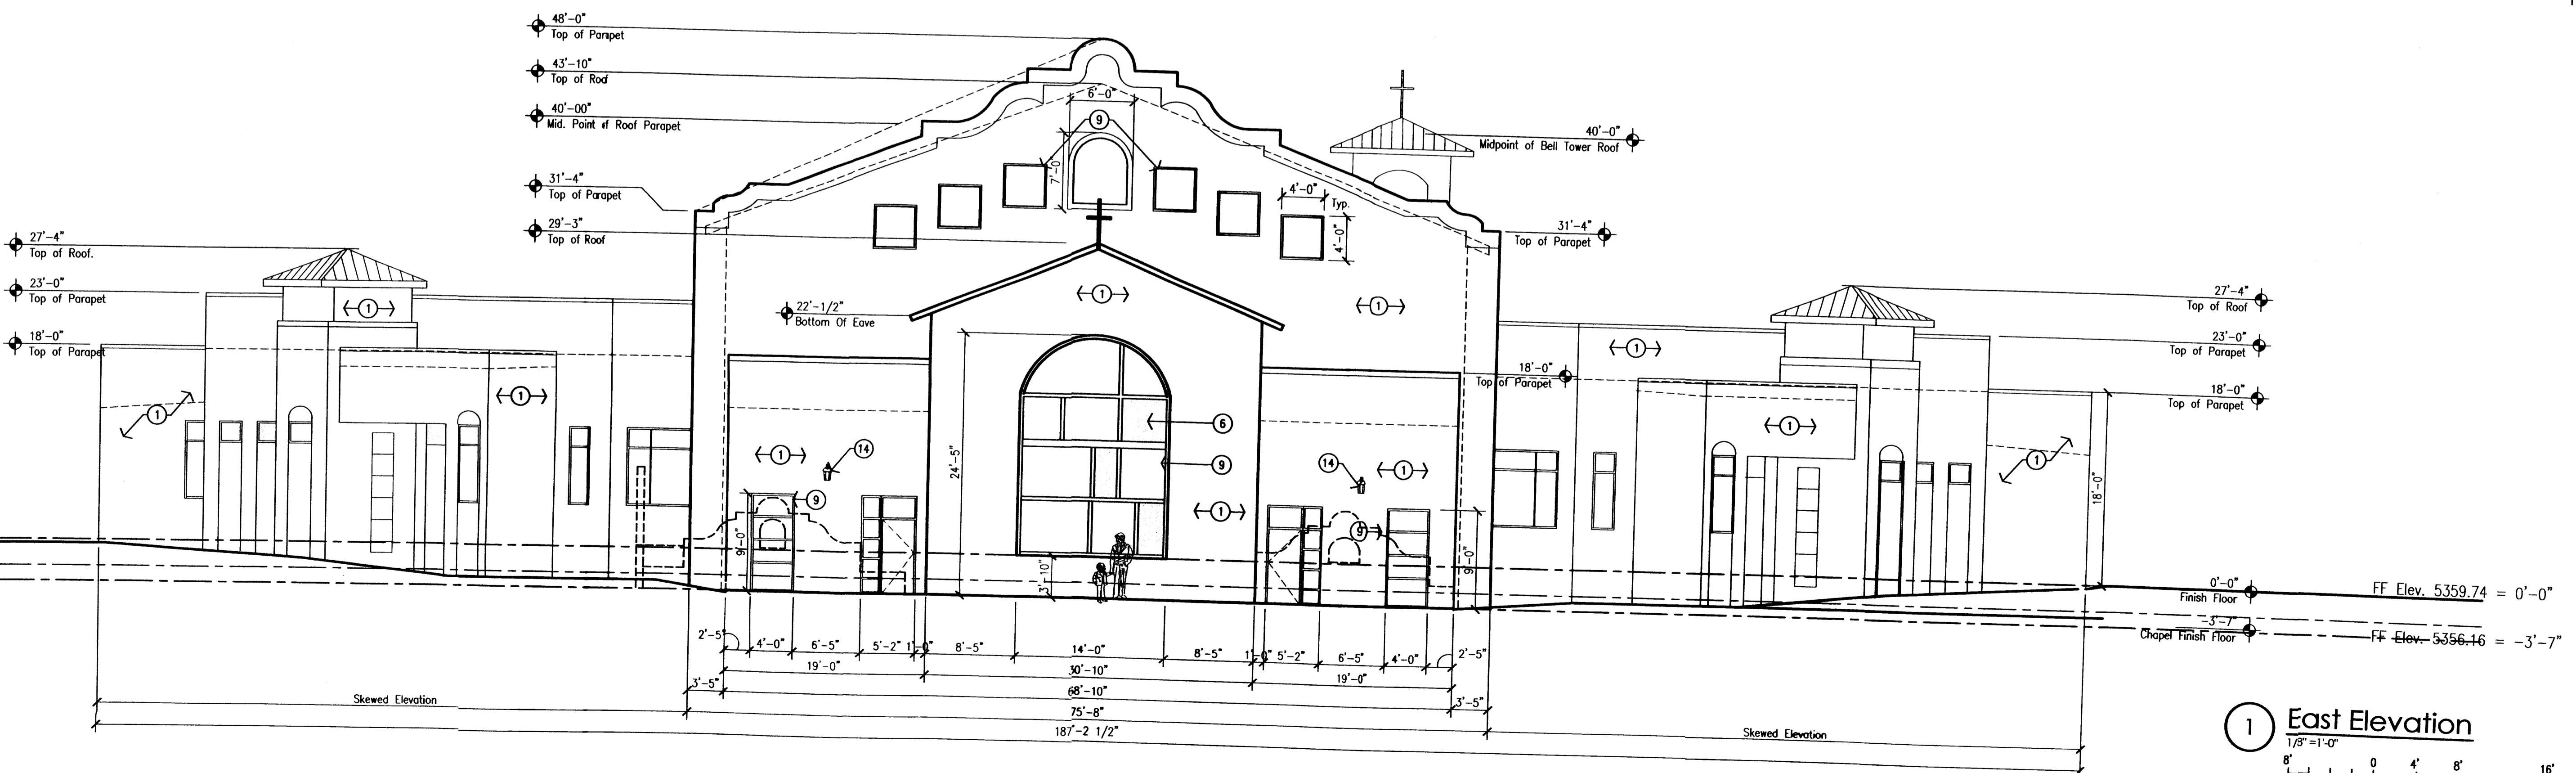 48'-0"
Top of Parapet
43'-10"
Top of Roof
40'-00"
Mid. Point of Roof Parapet
31'-4"
Top of Parapet
29'-3"
Top of Roof
27'-4"
Top of Roof.
23'-0"
Top of Parapet
18'-0"
Top of Parapet
6'-0"
9
7'-0"
4'-0"
Typ.
4'-0"
40'-0"
Midpoint of Bell Tower Roof
31'-4"
Top of Parapet
22'-1/2"
Bottom Of Eave
1
1
1
1
1
1
14
9
9'-0"
24'-5"
3'-10"
6
9
1
14
1
9
9'-0"
18'-0"
Top of Parapet
1
1
1
27'-4"
Top of Roof
23'-0"
Top of Parapet
18'-0"
Top of Parapet
18'-0"
0'-0"
Finish Floor
FF Elev. 5359.74 = 0'-0"
-3'-7"
Chapel Finish Floor
FF Elev. 5356.16 = -3'-7"
2'-5" 4'-0" 6'-5" 5'-2" 1'-0" 8'-5" 14'-0" 8'-5" 1'-0" 5'-2" 6'-5" 4'-0" 2'-5"
19'-0" 30'-10" 19'-0"
3'-5" 68'-10" 3'-5"
Skewed Elevation 75'-8" Skewed Elevation
187'-2 1/2"
1 East Elevation
1/8"=1'-0"
8' 0 4' 8' 16'